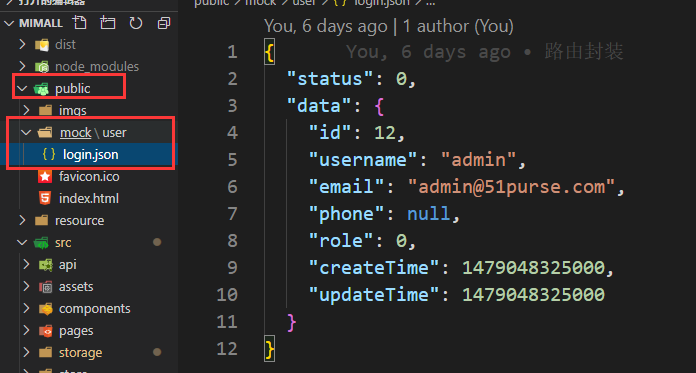 MIMALL
dist
node_modules
public
imgs
mock \ user
{ } login.json
favicon.ico
index.html
resource
src
api
assets
components
pages
storage
public > mock > user > { } login.json > ...
You, 6 days ago | 1 author (You)
1 { You, 6 days ago • 路由封装
2 "status": 0,
3 "data": {
4 "id": 12,
5 "username": "admin",
6 "email": "admin@51purse.com",
7 "phone": null,
8 "role": 0,
9 "createTime": 1479048325000,
10 "updateTime": 1479048325000
11 }
12 }